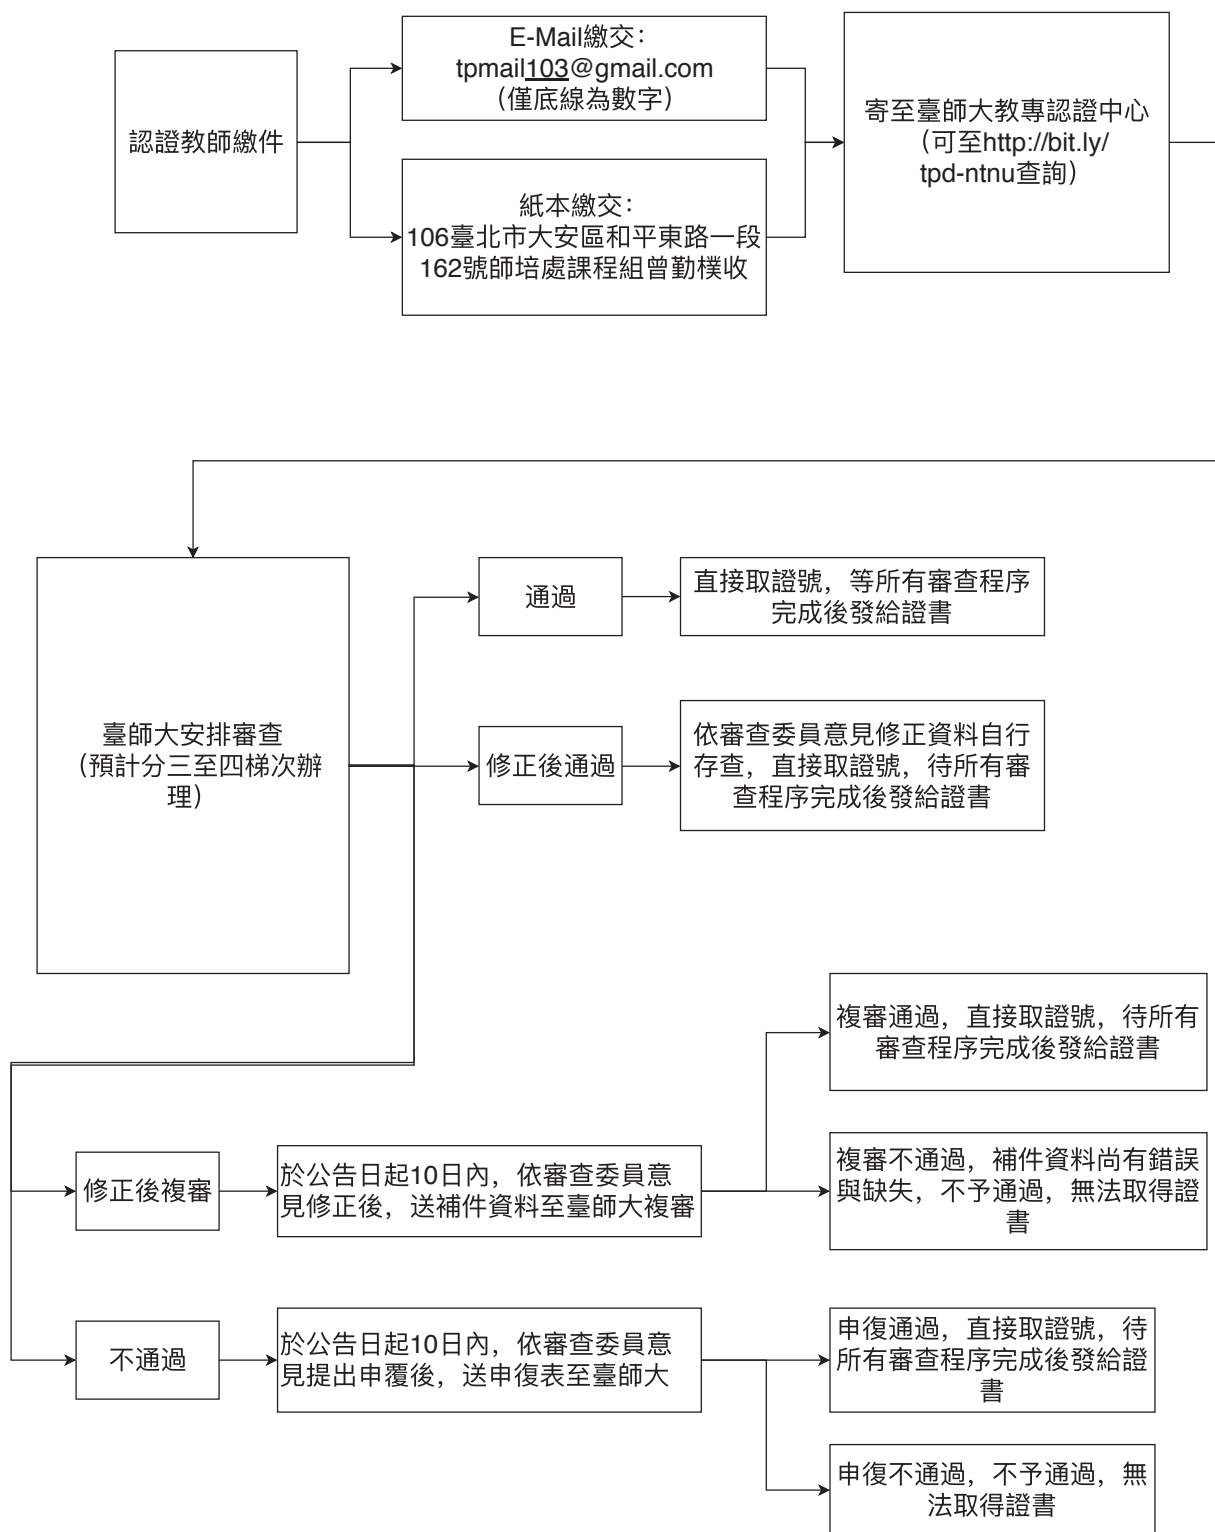 認證教師繳件
E-Mail繳交：
tpmail103@gmail.com
（僅底線為數字）
紙本繳交：
106臺北市大安區和平東路一段
162號師培處課程組曾勤樸收
寄至臺師大教專認證中心
（可至http://bit.ly/
tpd-ntnu查詢）
臺師大安排審查
（預計分三至四梯次辦
理）
通過
直接取證號，等所有審查程序
完成後發給證書
修正後通過
依審查委員意見修正資料自行
存查，直接取證號，待所有審
查程序完成後發給證書
修正後複審
於公告日起10日內，依審查委員意
見修正後，送補件資料至臺師大複審
複審通過，直接取證號，待所有
審查程序完成後發給證書
複審不通過，補件資料尚有錯誤
與缺失，不予通過，無法取得證
書
不通過
於公告日起10日內，依審查委員意
見提出申覆後，送申復表至臺師大
申復通過，直接取證號，待
所有審查程序完成後發給證
書
申復不通過，不予通過，無
法取得證書